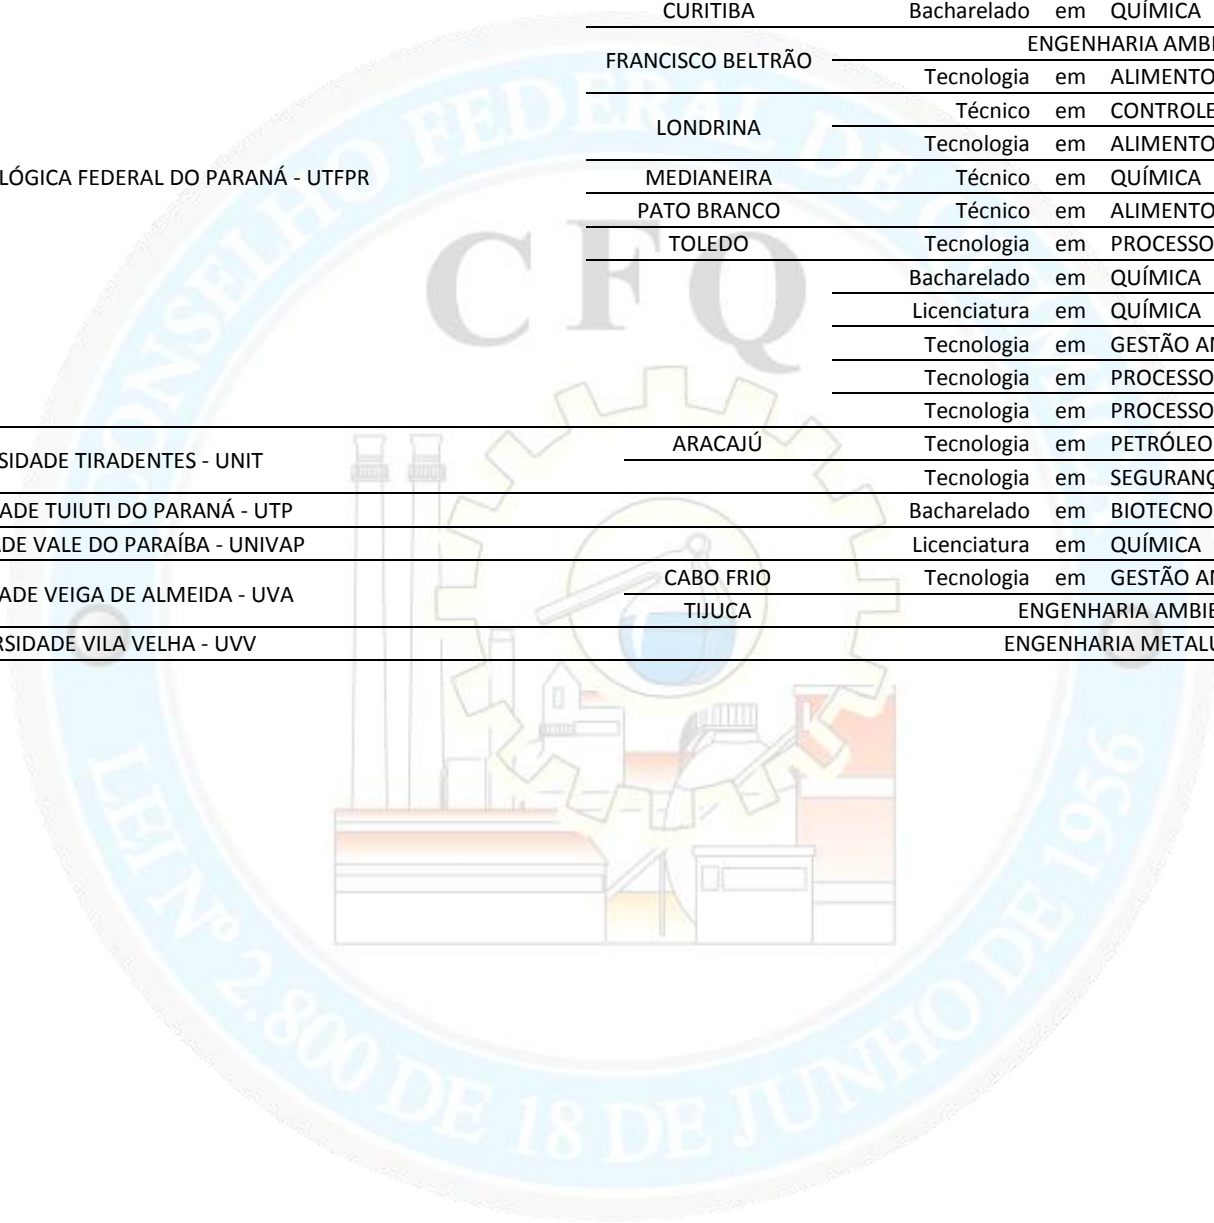 CURITIBA Bacharelado em QUÍMICA
FRANCISCO BELTRÃO
ENGENHARIA AMBI
Tecnologia em ALIMENTO
LONDRINA
Técnico em CONTROLE
Tecnologia em ALIMENTO
LÓGICA FEDERAL DO PARANÁ - UTFPR MEDIANEIRA Técnico em QUÍMICA
PATO BRANCO Técnico em ALIMENTO
TOLEDO Tecnologia em PROCESSO
Bacharelado em QUÍMICA
Licenciatura em QUÍMICA
Tecnologia em GESTÃO A
Tecnologia em PROCESSO
Tecnologia em PROCESSO
SIDADE TIRADENTES - UNIT
ARACAJÚ Tecnologia em PETRÓLEO
Tecnologia em SEGURANÇ
ADE TUIUTI DO PARANÁ - UTP Bacharelado em BIOTECNO
DE VALE DO PARAÍBA - UNIVAP Licenciatura em QUÍMICA
ADE VEIGA DE ALMEIDA - UVA
CABO FRIO Tecnologia em GESTÃO A
TIJUCA ENGENHARIA AMBIE
RSIDADE VILA VELHA - UVV ENGENHARIA METALU
CONSELHO FEDERAL DE
CFQ
LEI Nº 2.800 DE 18 DE JUNHO DE 1956